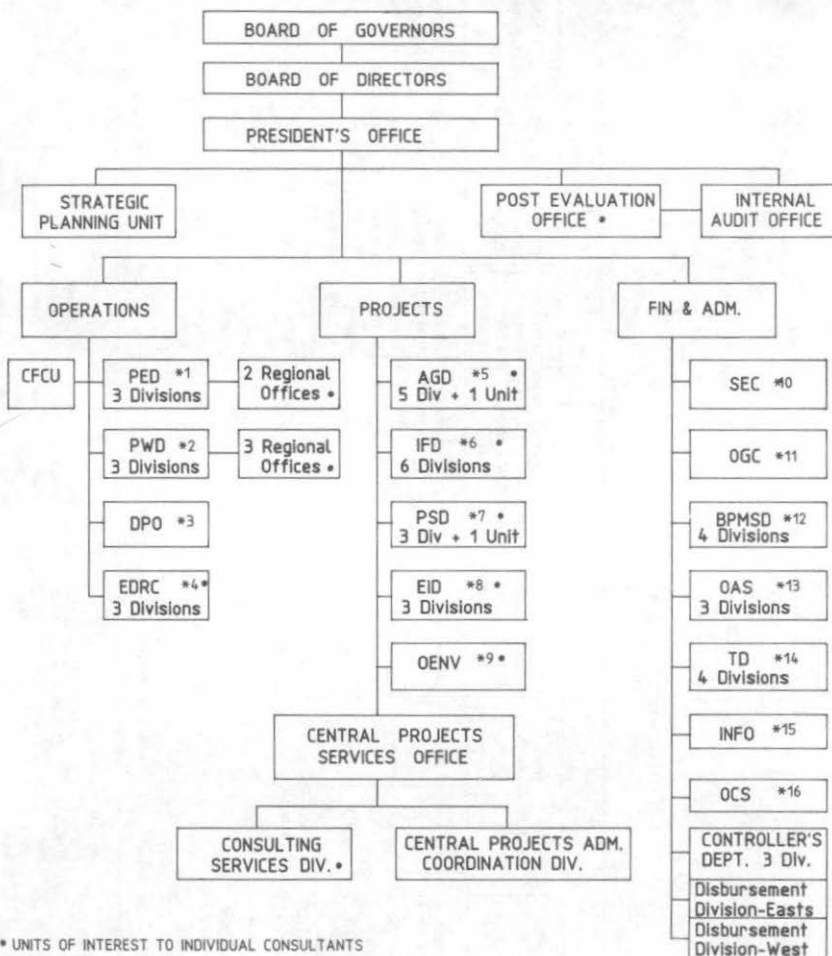 BOARD OF GOVERNORS
BOARD OF DIRECTORS
PRESIDENT'S OFFICE
STRATEGIC
PLANNING UNIT
POST EVALUATION
OFFICE •
INTERNAL
AUDIT OFFICE
OPERATIONS
PROJECTS
FIN & ADM.
CFCU
PED *1
3 Divisions
2 Regional
Offices •
PWD *2
3 Divisions
3 Regional
Offices •
DPO *3
EDRC *4•
3 Divisions
AGD *5 •
5 Div + 1 Unit
IFD *6 •
6 Divisions
PSD *7 •
3 Div + 1 Unit
EID *8 •
3 Divisions
OENV *9 •
CENTRAL PROJECTS
SERVICES OFFICE
CONSULTING
SERVICES DIV. •
CENTRAL PROJECTS ADM.
COORDINATION DIV.
SEC *10
OGC *11
BPMSD *12
4 Divisions
OAS *13
3 Divisions
TD *14
4 Divisions
INFO *15
OCS *16
CONTROLLER'S
DEPT. 3 Div.
Disbursement
Division-Easts
Disbursement
Division-West
• UNITS OF INTEREST TO INDIVIDUAL CONSULTANTS